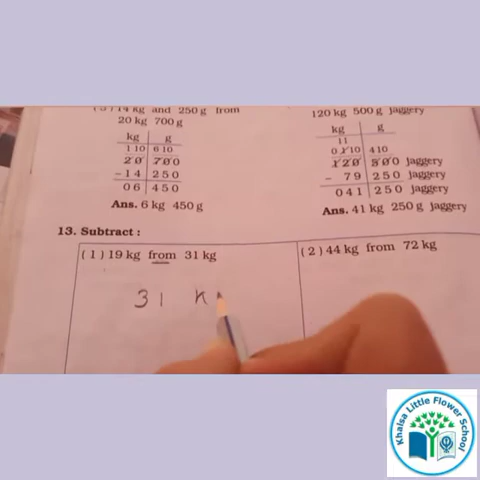 (3) 14 kg and 250 g from
20 kg 700 g
kg g
1 10 6 10
2 0 7 0 0
− 1 4 2 5 0
0 6 4 5 0
Ans. 6 kg 450 g
120 kg 500 g jaggery
kg g
11
0 1 10 4 10
1 2 0 5 0 0 jaggery
− 7 9 2 5 0 jaggery
0 4 1 2 5 0 jaggery
Ans. 41 kg 250 g jaggery
13. Subtract :
( 1 ) 19 kg from 31 kg
31 K
( 2 ) 44 kg from 72 kg
Khalsa Little Flower School